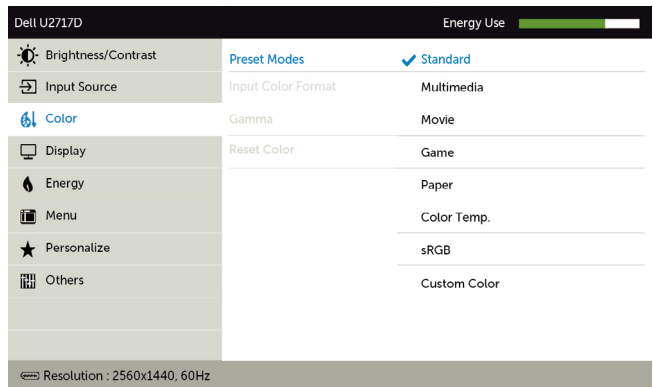 Dell U2717D Energy Use
Brightness/Contrast Preset Modes Standard
Input Source Input Color Format Multimedia
Color Gamma Movie
Display Reset Color Game
Energy Paper
Menu Color Temp.
Personalize sRGB
Others Custom Color
Resolution : 2560x1440, 60Hz